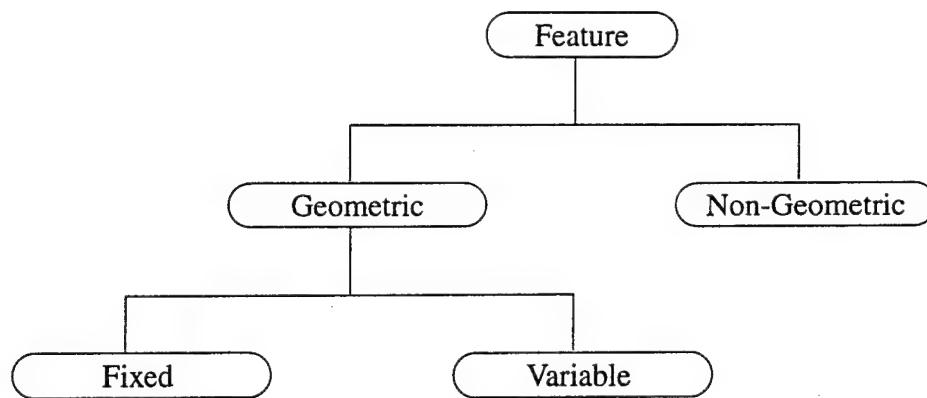 Feature
Geometric
Non-Geometric
Fixed
Variable